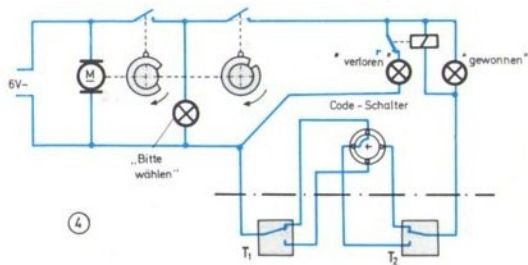 6V–
M
„Bitte
wählen"
" verloren "
" gewonnen "
Code - Schalter
T₁
T₂
④